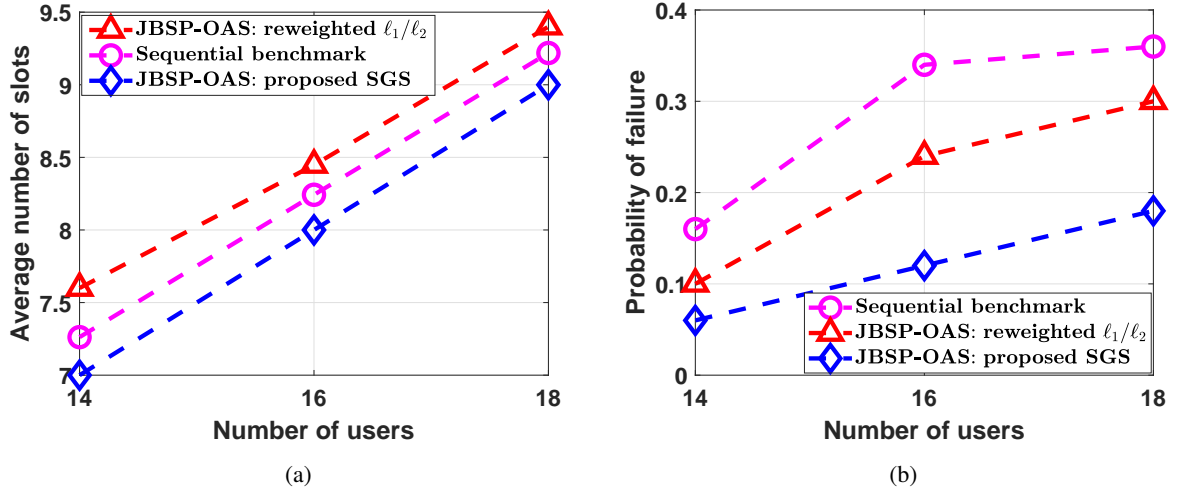 9.5
9
8.5
8
7.5
7
Average number of slots
JBSP-OAS: reweighted ℓ₁/ℓ₂
Sequential benchmark
JBSP-OAS: proposed SGS
14 16 18
Number of users
(a)
0.4
0.3
0.2
0.1
0
Probability of failure
Sequential benchmark
JBSP-OAS: reweighted ℓ₁/ℓ₂
JBSP-OAS: proposed SGS
14 16 18
Number of users
(b)